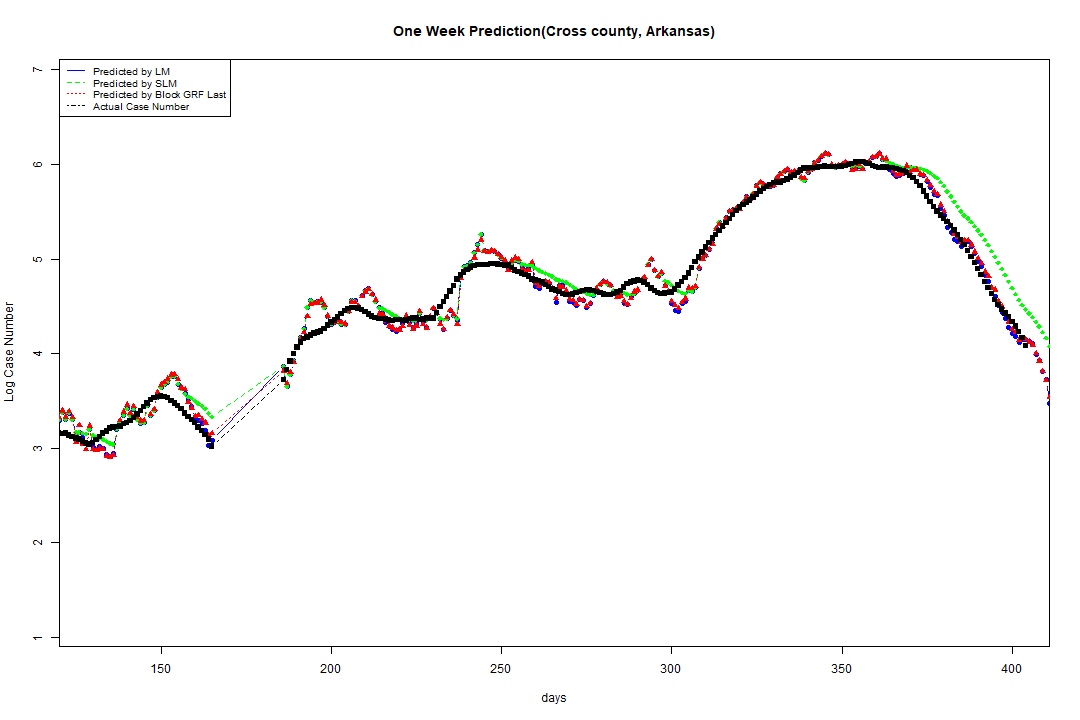 One Week Prediction(Cross county, Arkansas)
Predicted by LM
Predicted by SLM
Predicted by Block GRF Last
Actual Case Number
Log Case Number
7
6
5
4
3
2
1
150 200 250 300 350 400
days